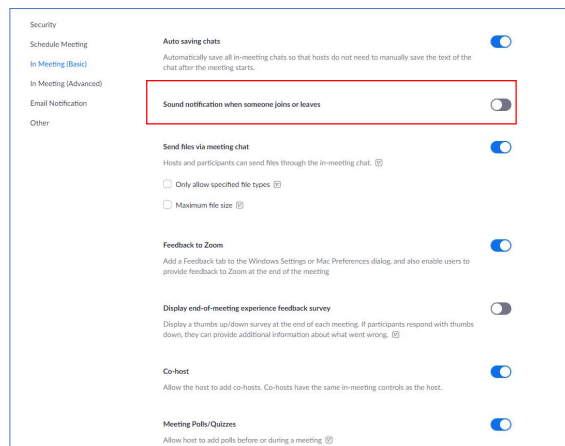 Security
Schedule Meeting
In Meeting (Basic)
In Meeting (Advanced)
Email Notification
Other
Auto saving chats
Automatically save all in-meeting chats so that hosts do not need to manually save the text of the
chat after the meeting starts.
Sound notification when someone joins or leaves
Send files via meeting chat
Hosts and participants can send files through the in-meeting chat.
Only allow specified file types
Maximum file size
Feedback to Zoom
Add a Feedback tab to the Windows Settings or Mac Preferences dialog, and also enable users to
provide feedback to Zoom at the end of the meeting
Display end-of-meeting experience feedback survey
Display a thumbs up/down survey at the end of each meeting. If participants respond with thumbs
down, they can provide additional information about what went wrong.
Co-host
Allow the host to add co-hosts. Co-hosts have the same in-meeting controls as the host.
Meeting Polls/Quizzes
Allow host to add polls before or during a meeting